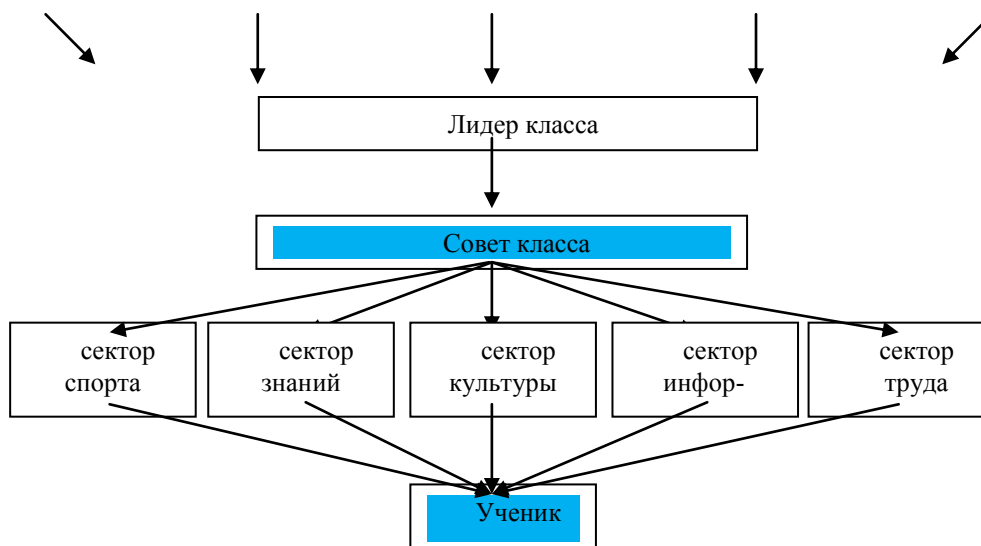 Лидер класса
Совет класса
сектор спорта
сектор знаний
сектор культуры
сектор инфор-
сектор труда
Ученик